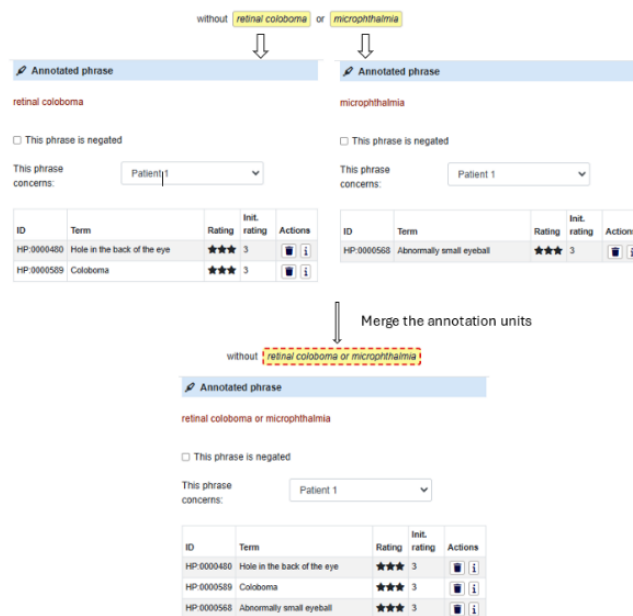 without retinal coloboma or microphthalmia
Annotated phrase
retinal coloboma
This phrase is negated
This phrase concerns:
Patient 1
ID Term Rating Init. rating Actions
HP:0000480 Hole in the back of the eye ★★★ 3
HP:0000589 Coloboma ★★★ 3
Annotated phrase
microphthalmia
This phrase is negated
This phrase concerns:
Patient 1
ID Term Rating Init. rating Actions
HP:0000568 Abnormally small eyeball ★★★ 3
Merge the annotation units
without retinal coloboma or microphthalmia
Annotated phrase
retinal coloboma or microphthalmia
This phrase is negated
This phrase concerns:
Patient 1
ID Term Rating Init. rating Actions
HP:0000480 Hole in the back of the eye ★★★ 3
HP:0000589 Coloboma ★★★ 3
HP:0000568 Abnormally small eyeball ★★★ 3